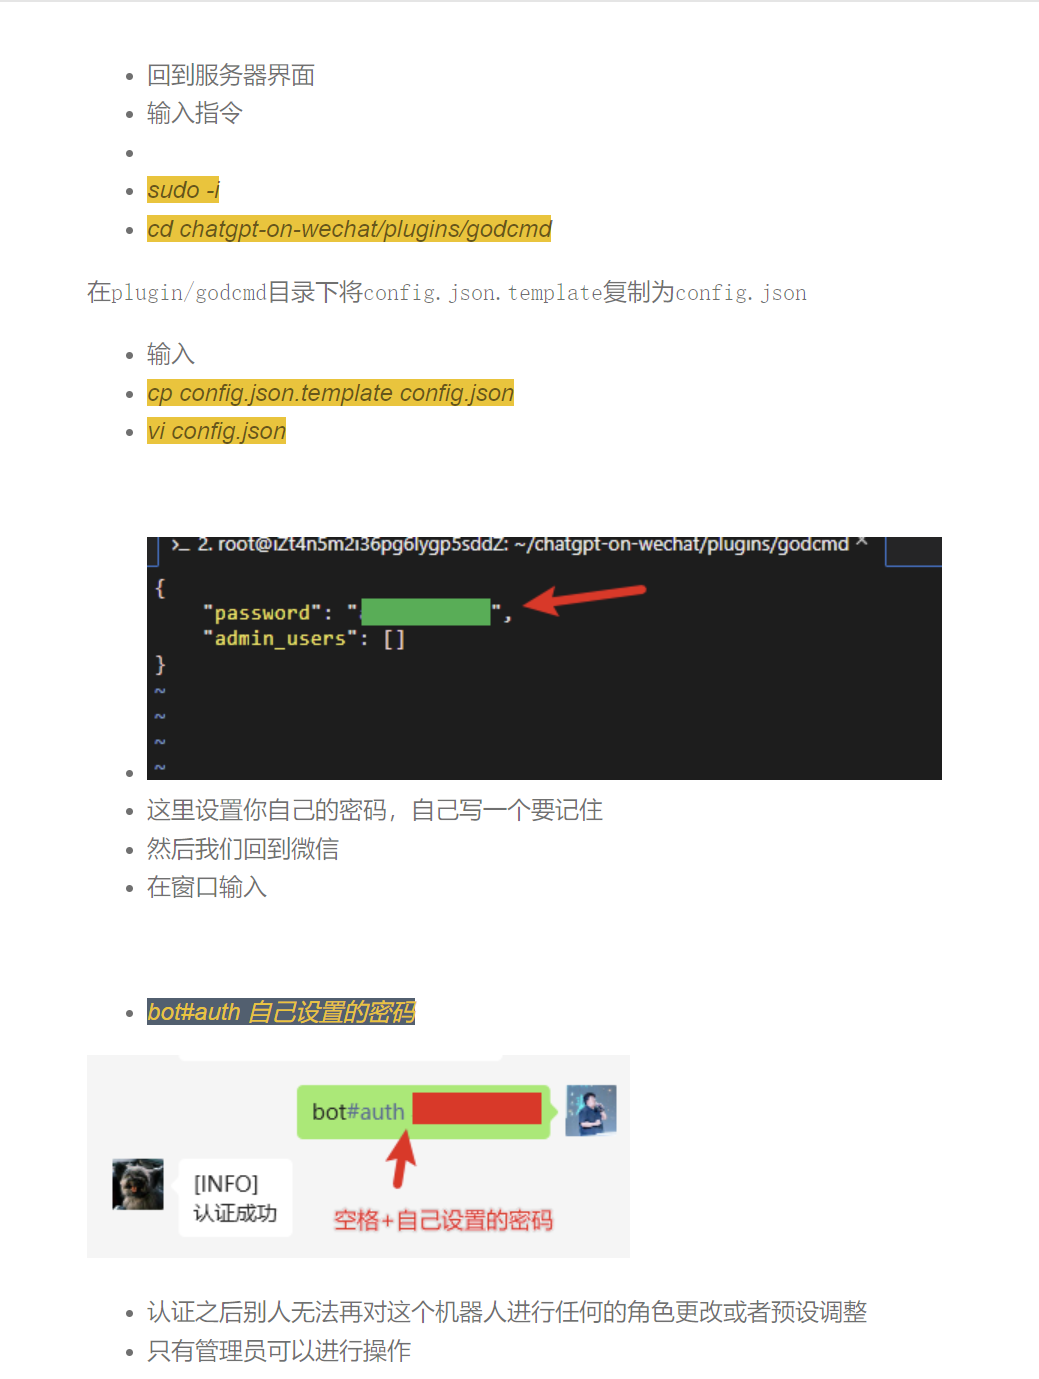 回到服务器界面
输入指令
sudo -i
cd chatgpt-on-wechat/plugins/godcmd
在plugin/godcmd目录下将config.json.template复制为config.json
输入
cp config.json.template config.json
vi config.json
>_ 2. root@iZt4n5m2i36pg6lygp5sddZ: ~/chatgpt-on-wechat/plugins/godcmd ×
{
"password": "",
"admin_users": []
}
~
~
~
~
这里设置你自己的密码，自己写一个要记住
然后我们回到微信
在窗口输入
bot#auth 自己设置的密码
bot#auth
[INFO]
认证成功
空格+自己设置的密码
认证之后别人无法再对这个机器人进行任何的角色更改或者预设调整
只有管理员可以进行操作